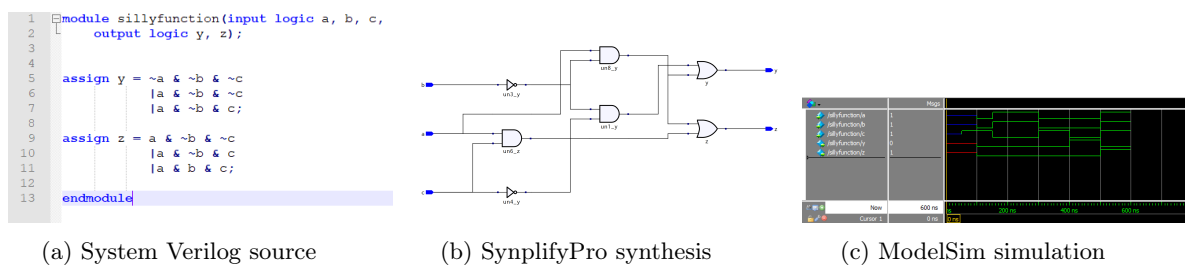 1 module sillyfunction(input logic a, b, c,
2 output logic y, z);
3
4
5 assign y = ~a & ~b & ~c
6 |a & ~b & ~c
7 |a & ~b & c;
8
9 assign z = a & ~b & ~c
10 |a & ~b & c
11 |a & b & c;
12
13 endmodule
(a) System Verilog source
un8_y
b
un3_y
y
y
un1_y
a
un6_z
z
z
c
un4_y
(b) SynplifyPro synthesis
Msgs
/sillyfunction/a 1
/sillyfunction/b 1
/sillyfunction/c 1
/sillyfunction/y 0
/sillyfunction/z 1
Now 600 ns
200 ns 400 ns 600 ns
Cursor 1 0 ns
0 ns
(c) ModelSim simulation